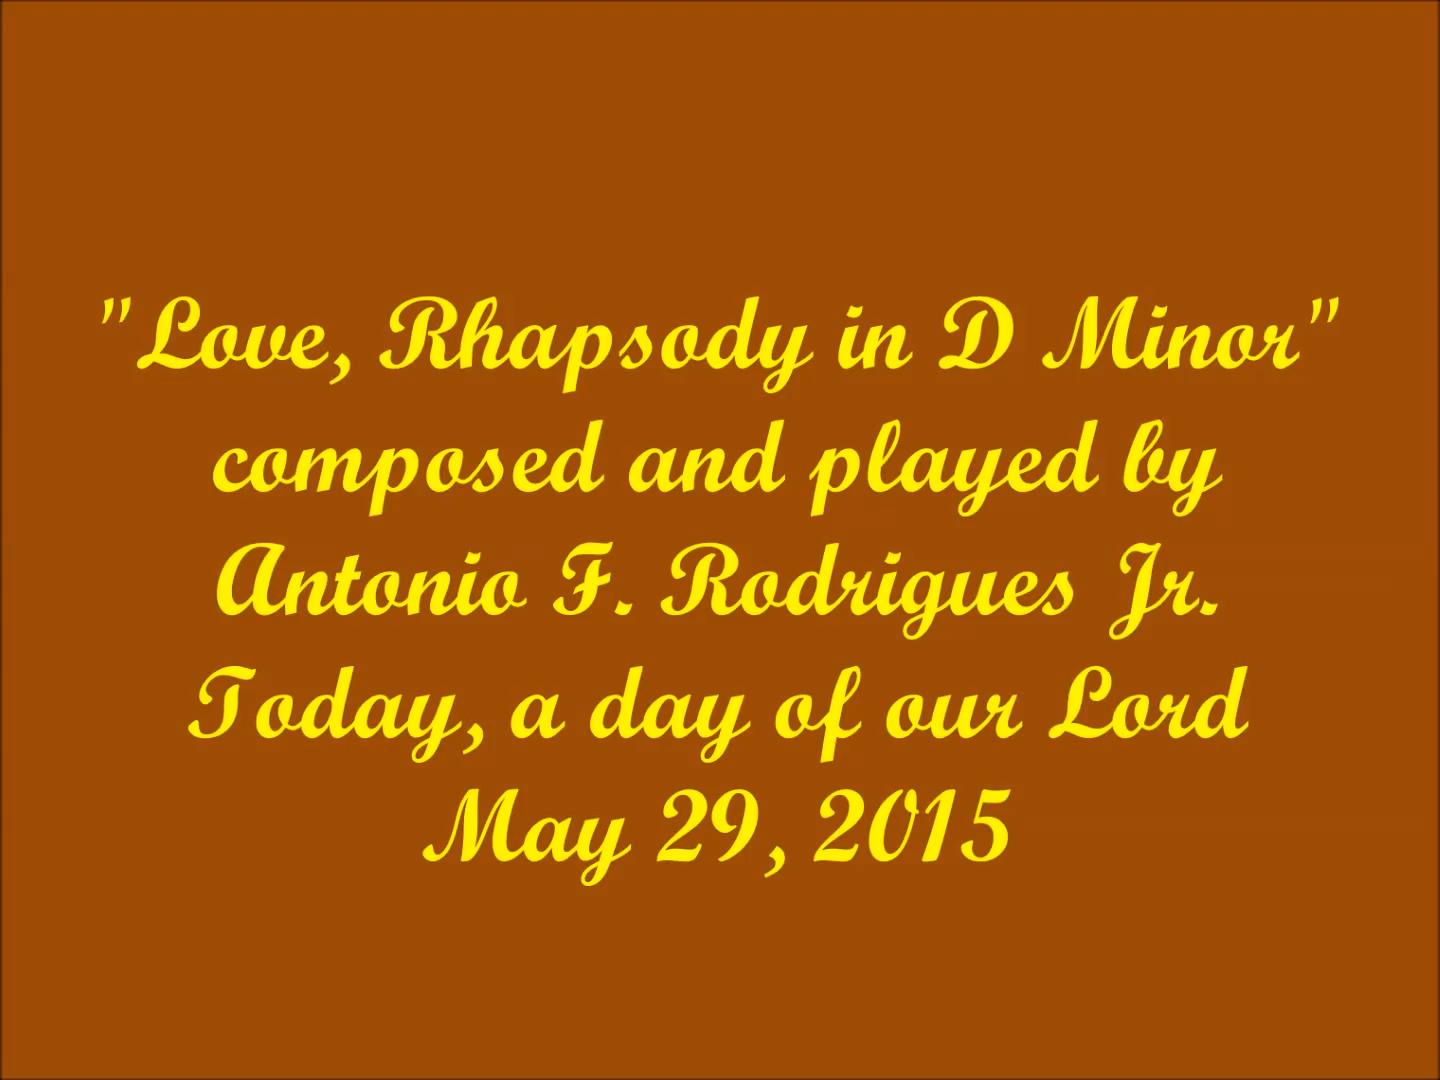 "Love, Rhapsody in D Minor"
composed and played by
Antonio F. Rodrigues Jr.
Today, a day of our Lord
May 29, 2015